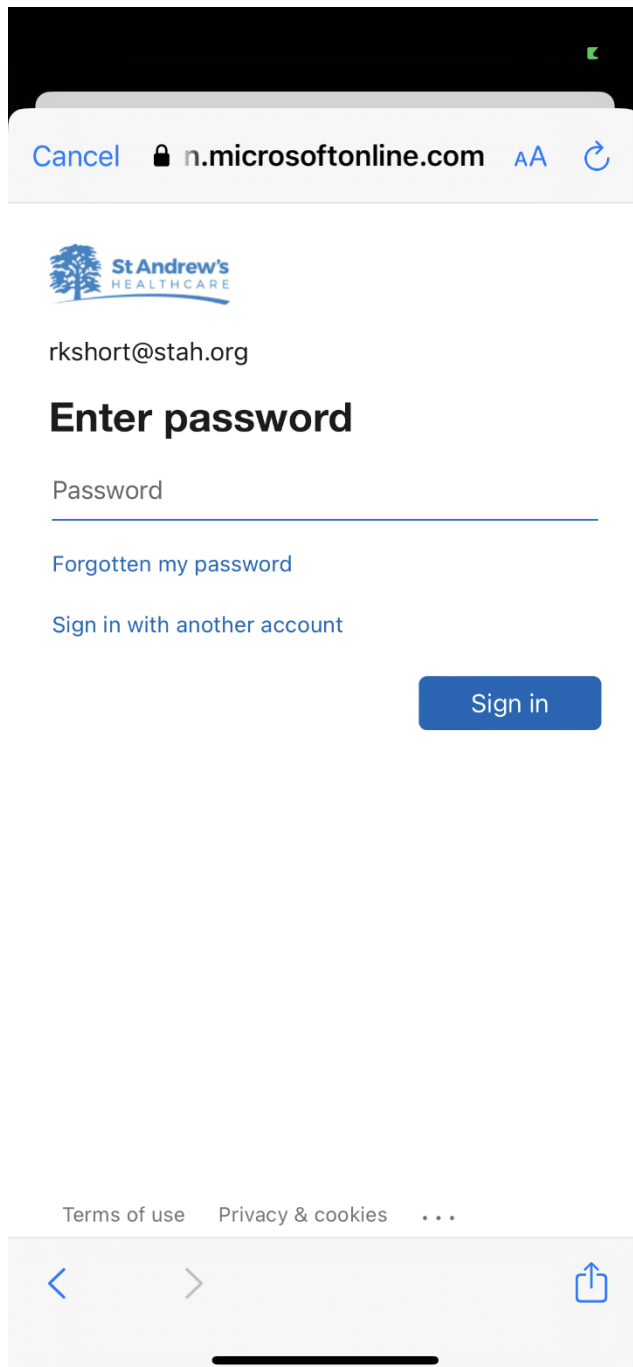 Cancel n.microsoftonline.com AA
St Andrew's
HEALTHCARE
rkshort@stah.org
Enter password
Password
Forgotten my password
Sign in with another account
Sign in
Terms of use Privacy & cookies ...